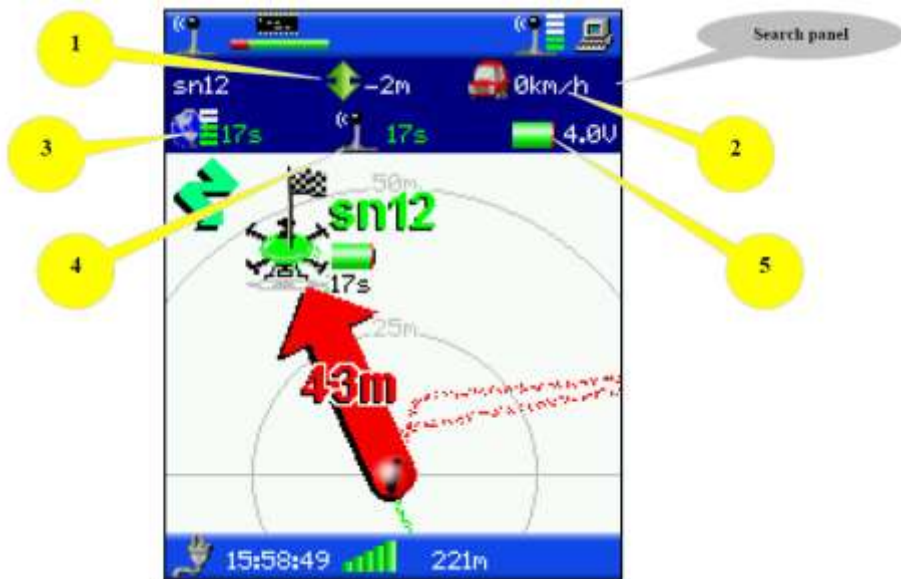 1
Search panel
sn12 -2m 0km/h
17s 17s 4.0V
3
2
50m
sn12
4
5
17s
25m
43m
15:58:49 221m